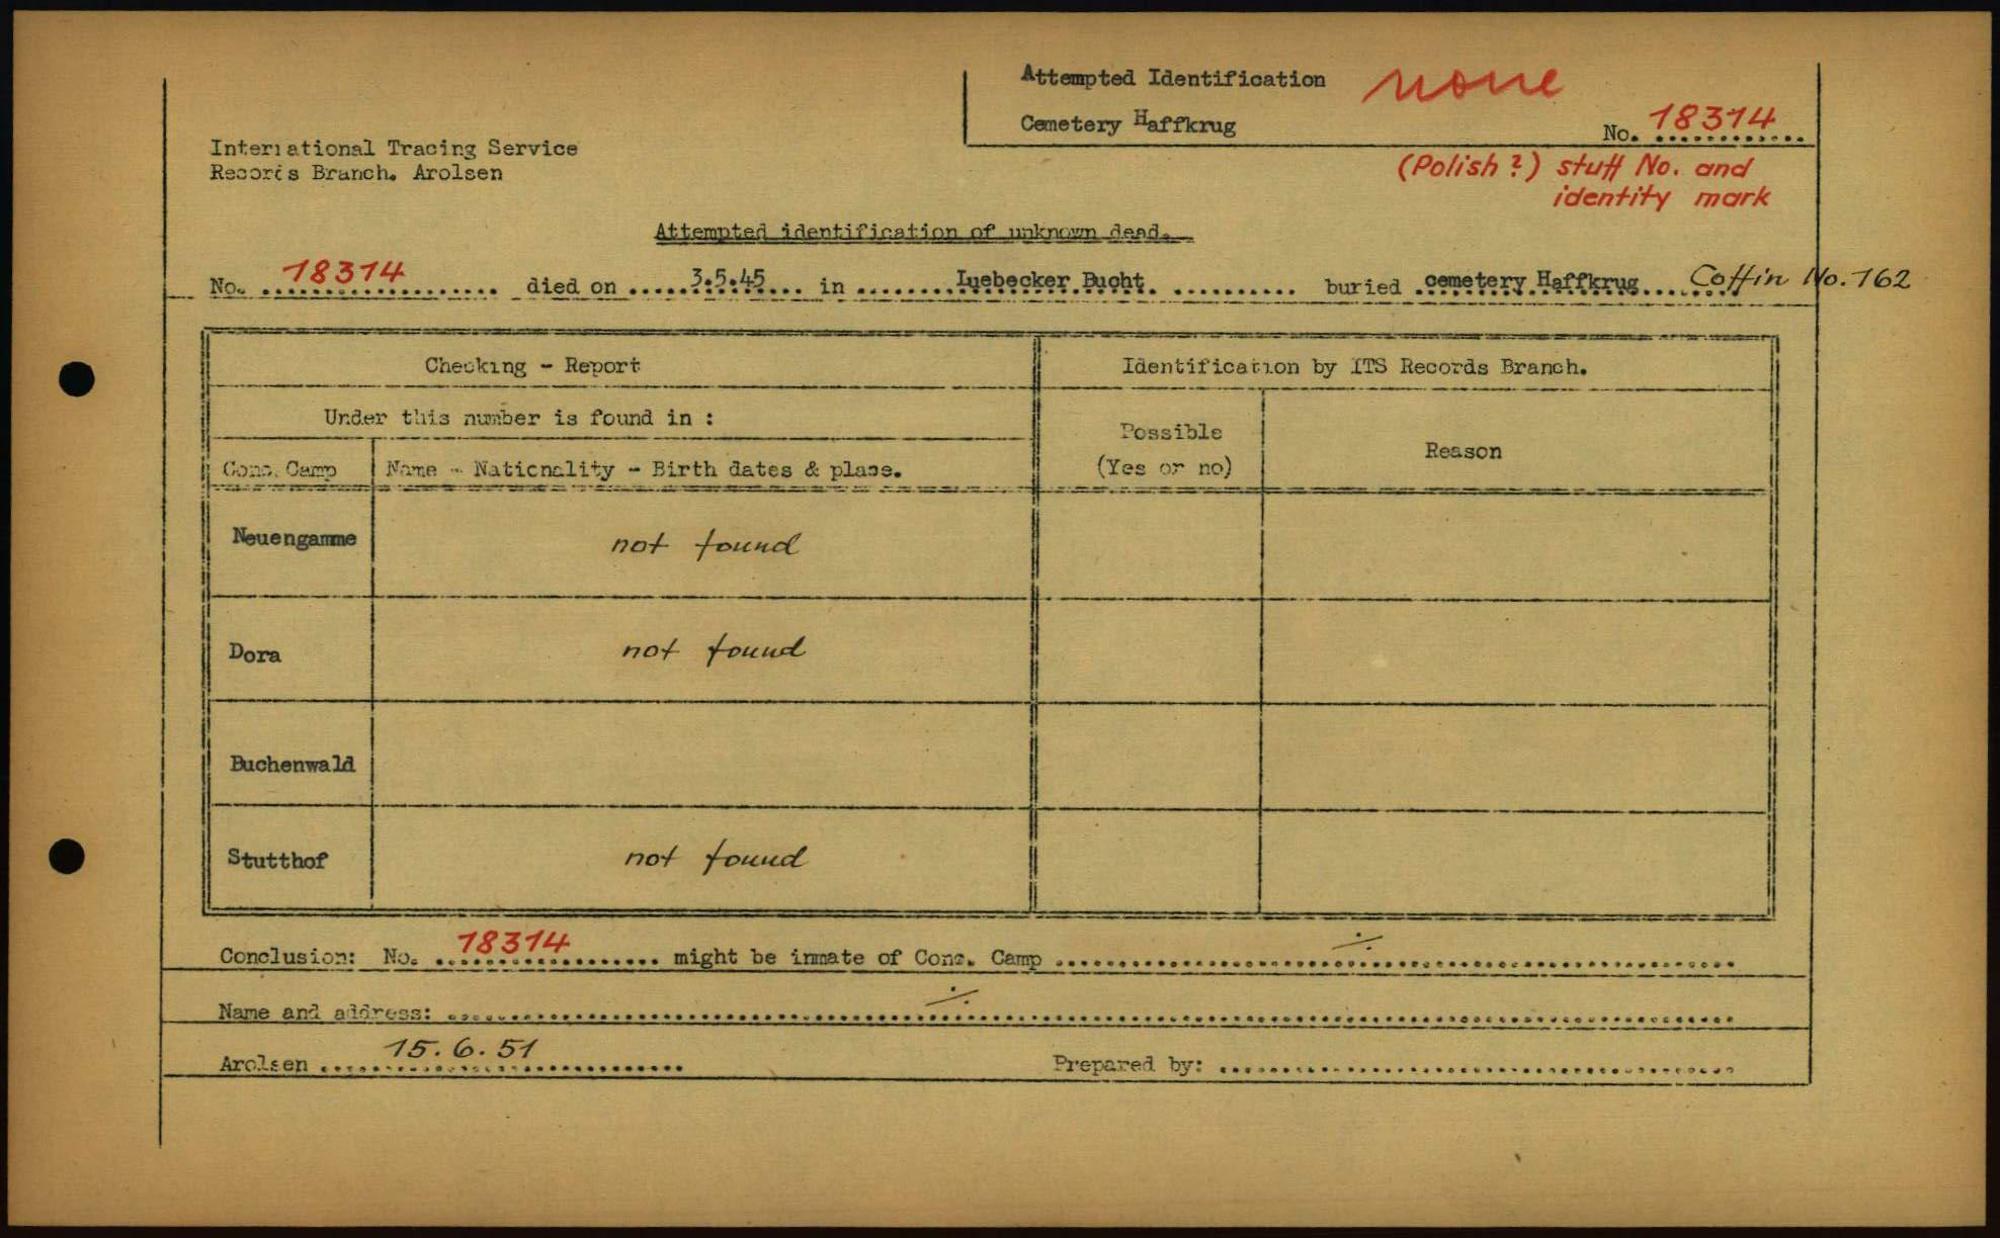 Attempted Identification none
Cemetery Haffkrug No. 18314
International Tracing Service
Records Branch. Arolsen
(Polish?) stuff No. and
identity mark
Attempted identification of unknown dead.
No. 18314 died on 3.5.45 in Luebecker Bucht. buried cemetery Haffkrug Coffin No. 162
Checking - Report
Identification by ITS Records Branch.
Under this number is found in :
Possible
(Yes or no)
Reason
Conc. Camp Name - Nationality - Birth dates & place.
Neuengamme not found
Dora not found
Buchenwald
Stutthof not found
Conclusion: No. 18314 might be inmate of Conc. Camp ⁒
Name and address: ⁒
Arolsen 15.6.51 Prepared by: